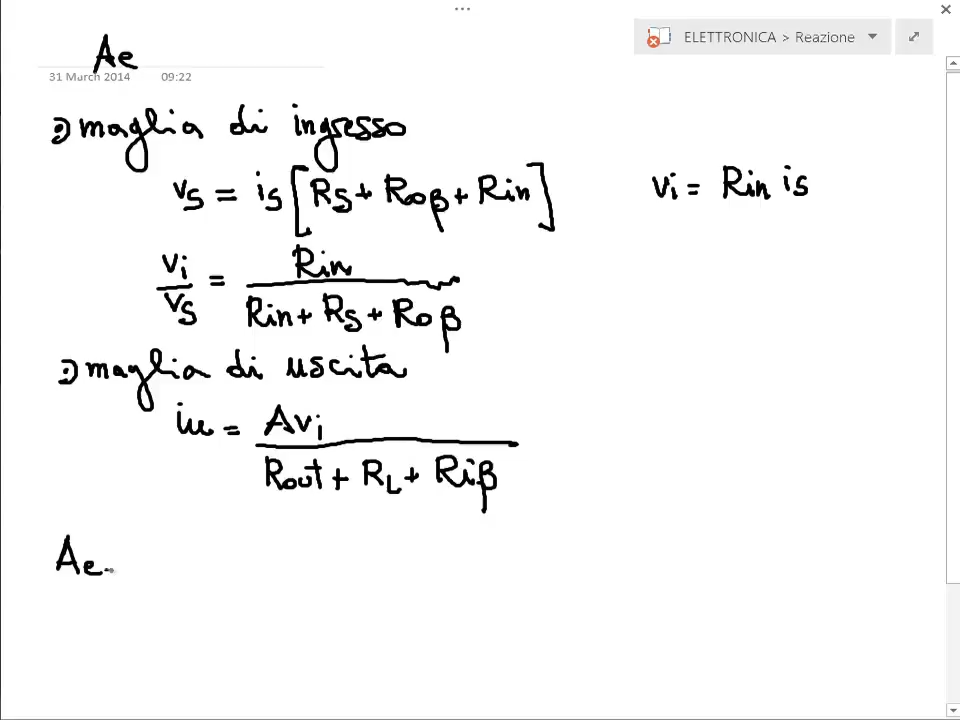 ...
ELETTRONICA > Reazione
Ae
31 March 2014 09:22
:) maglia di ingresso
vs = is [Rs + Roβ + Rin] vi = Rin is
vi/vs = Rin / (Rin + Rs + Roβ)
:) maglia di uscita
iu = Avi / (Rout + RL + Riβ)
Ae-